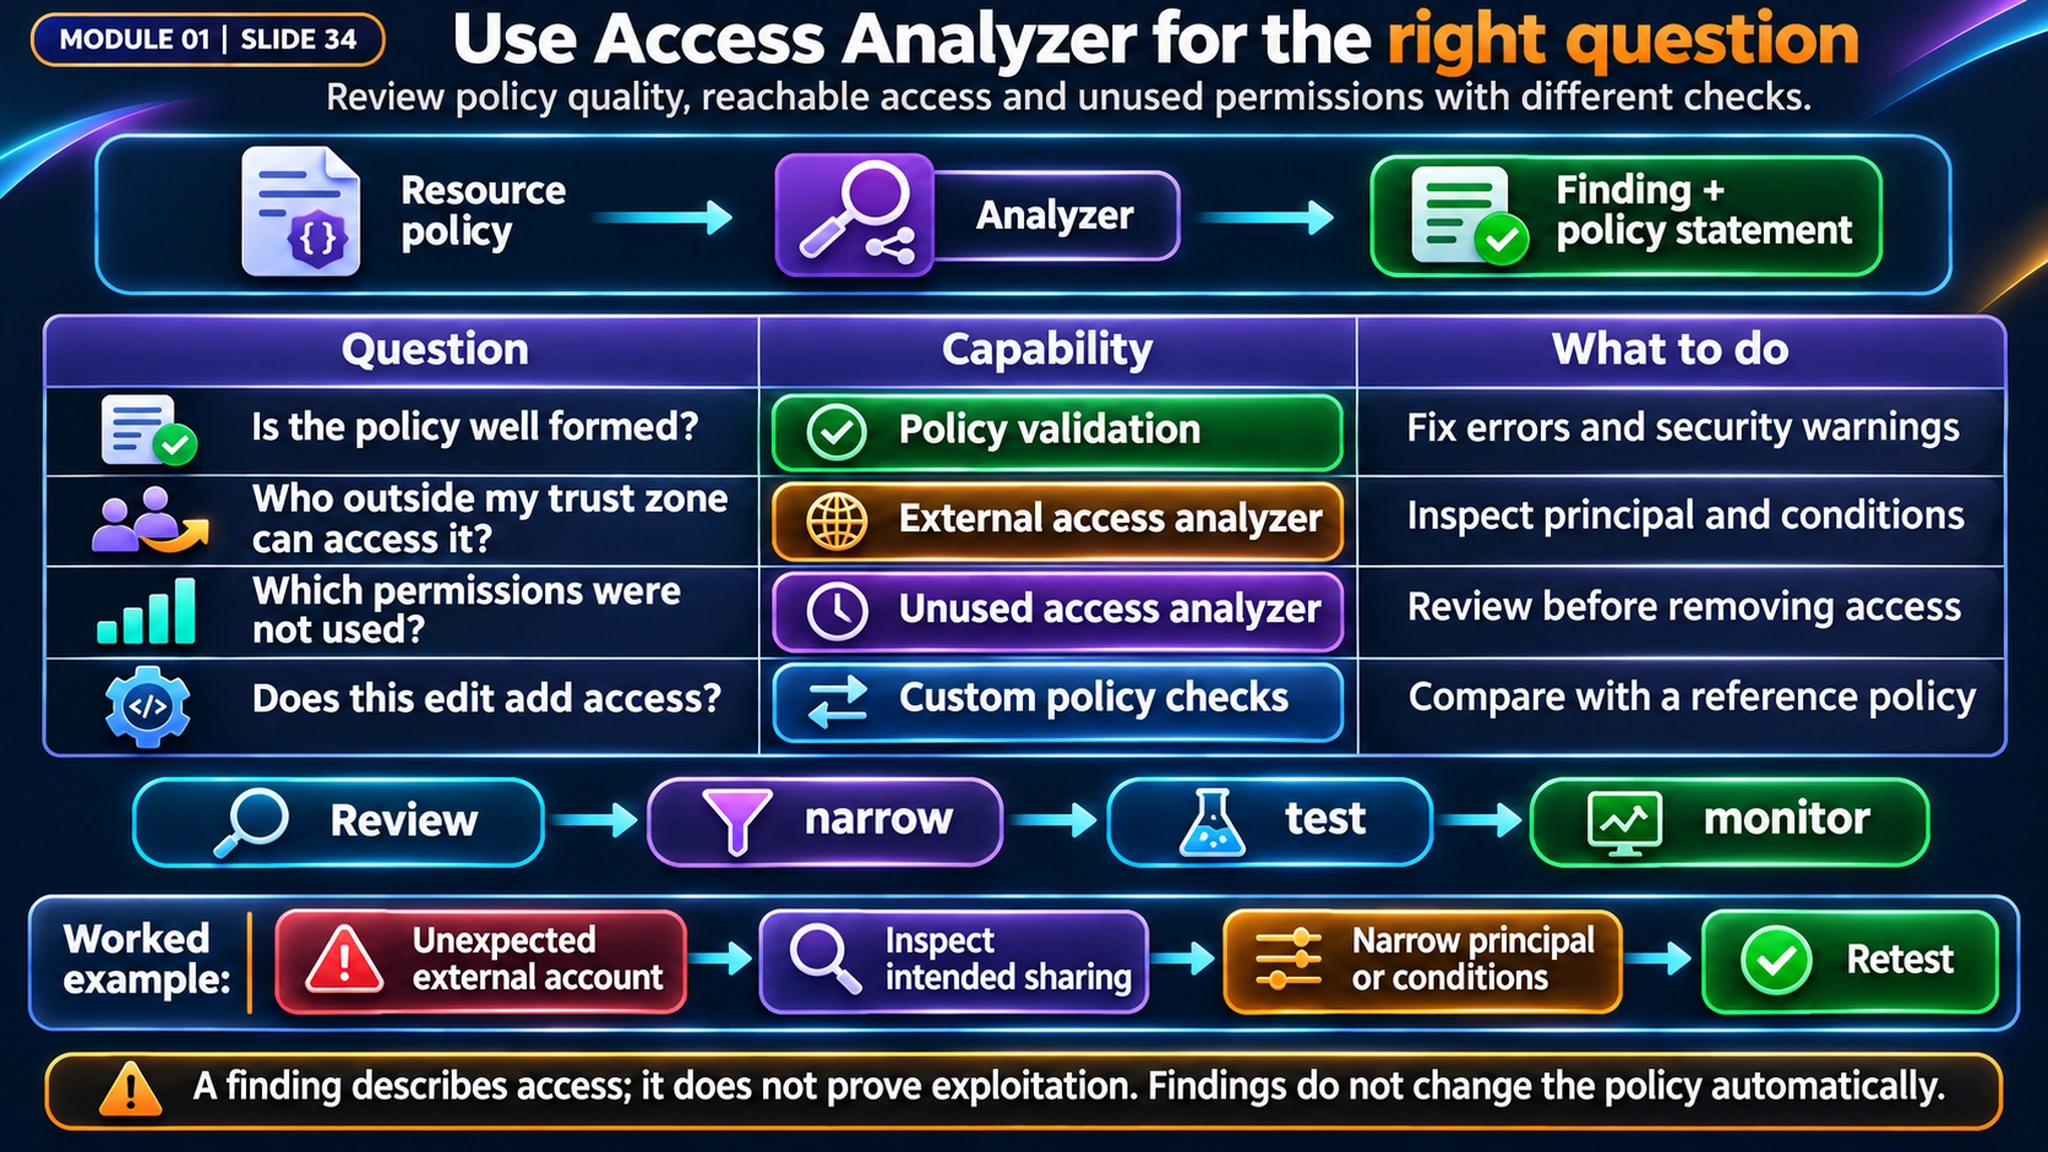 MODULE 01 | SLIDE 34
Use Access Analyzer for the right question
Review policy quality, reachable access and unused permissions with different checks.
Resource
policy
{ }
Analyzer
Finding +
policy statement
Question
Capability
What to do
Is the policy well formed?
Policy validation
Fix errors and security warnings
Who outside my trust zone
can access it?
External access analyzer
Inspect principal and conditions
Which permissions were
not used?
Unused access analyzer
Review before removing access
</>
Does this edit add access?
Custom policy checks
Compare with a reference policy
Review
narrow
test
monitor
Worked
example:
Unexpected
external account
Inspect
intended sharing
Narrow principal
or conditions
Retest
A finding describes access; it does not prove exploitation. Findings do not change the policy automatically.